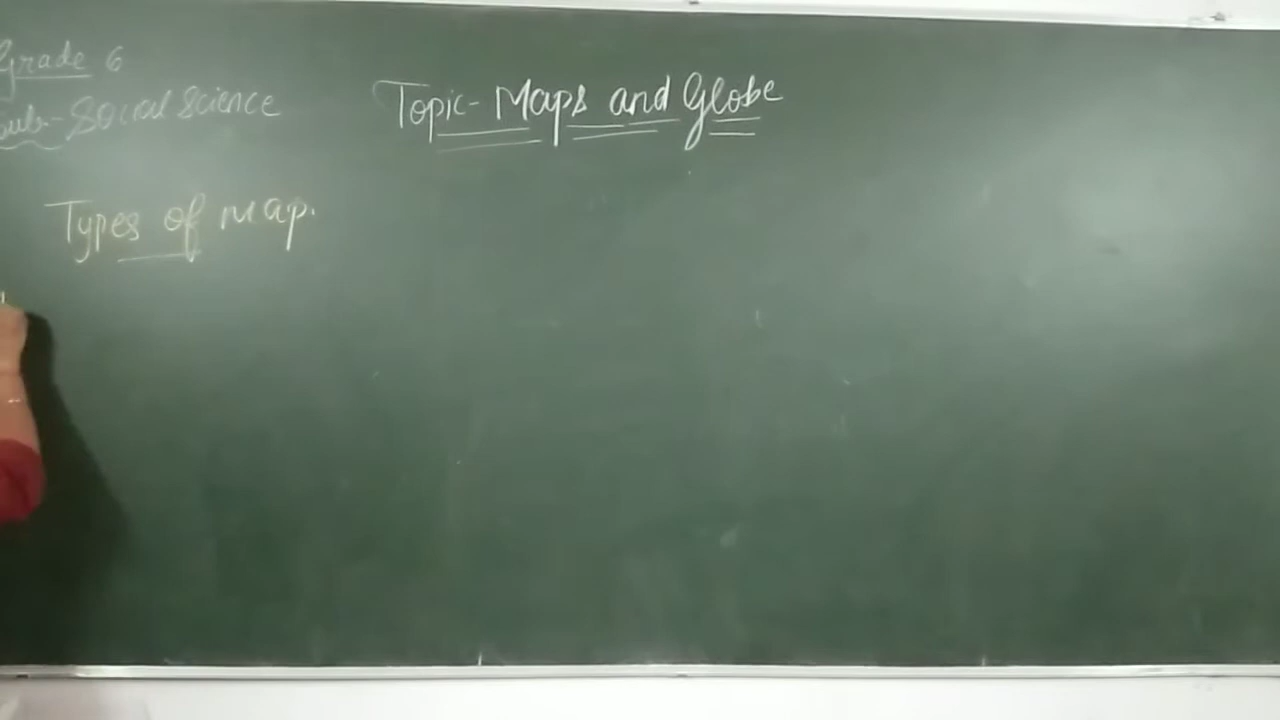 Grade 6
Sub-Social Science
Topic- Maps and Globe
Types of Map.